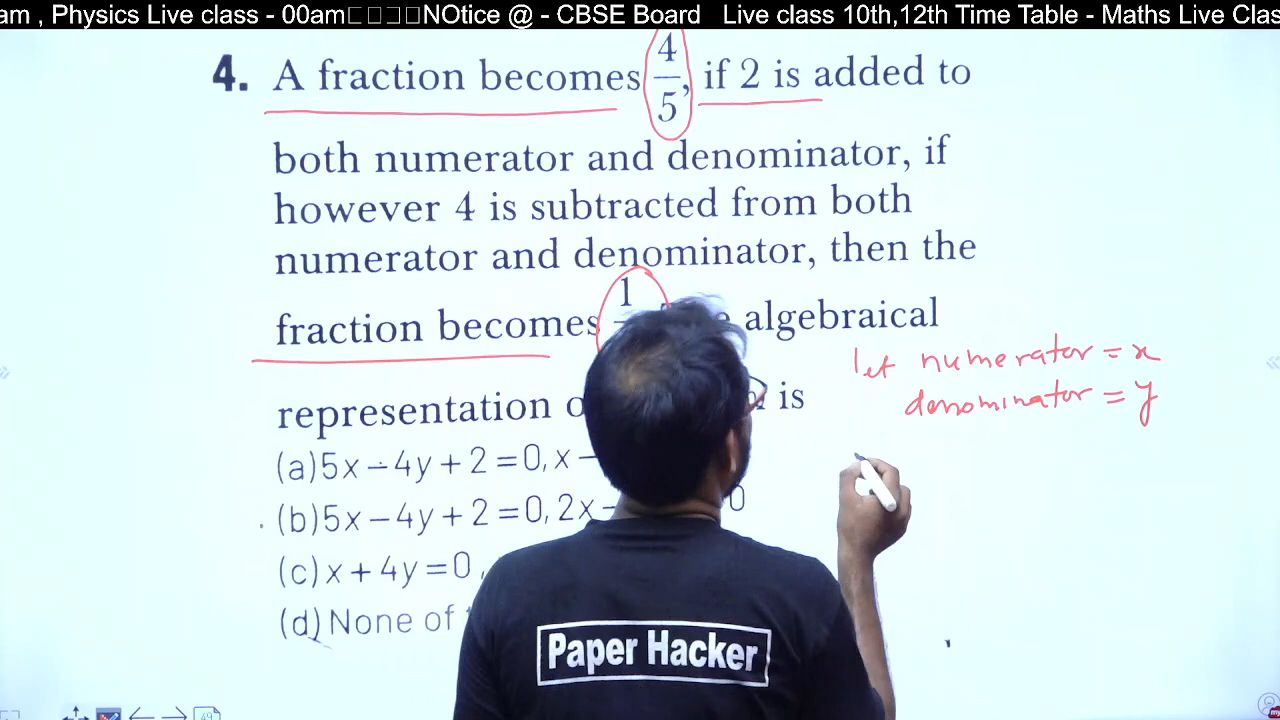 am , Physics Live class - 00am□□□□NOtice @ - CBSE Board Live class 10th,12th Time Table - Maths Live Clas
4. A fraction becomes 4/5, if 2 is added to
both numerator and denominator, if
however 4 is subtracted from both
numerator and denominator, then the
fraction becomes 1 algebraical
representation is
let numerator = x
denominator = y
(a) 5x - 4y + 2 = 0, x -
(b) 5x - 4y + 2 = 0, 2x - 0
(c) x + 4y = 0,
(d) None of
Paper Hacker
49